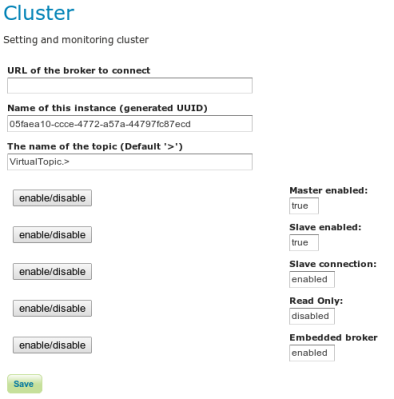 Cluster
Setting and monitoring cluster
URL of the broker to connect
Name of this instance (generated UUID)
05faea10-ccce-4772-a57a-44797fc87ecd
The name of the topic (Default '>')
VirtualTopic.>
Master enabled:
enable/disable
true
Slave enabled:
enable/disable
true
Slave connection:
enable/disable
enabled
Read Only:
enable/disable
disabled
Embedded broker
enable/disable
enabled
Save